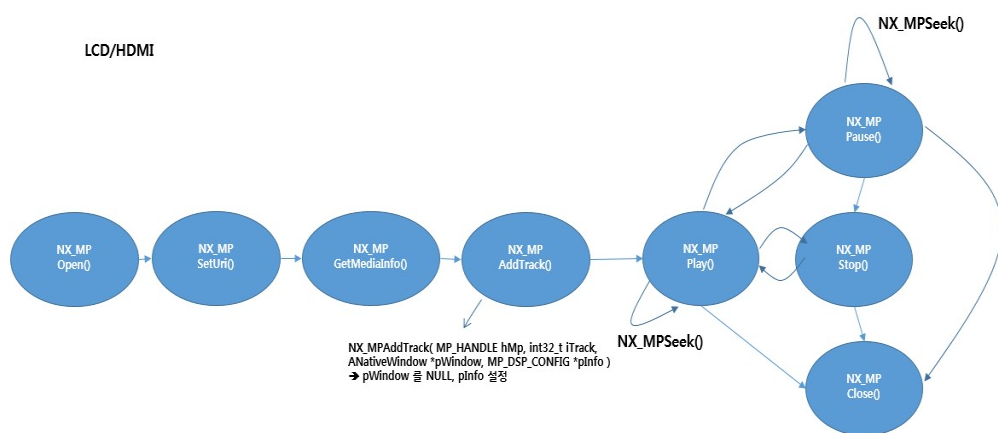 LCD/HDMI
NX_MPSeek()
NX_MP
Pause()
NX_MP
Open()
NX_MP
SetUri()
NX_MP
GetMediaInfo()
NX_MP
AddTrack()
NX_MP
Play()
NX_MP
Stop()
NX_MPSeek()
NX_MPAddTrack( MP_HANDLE hMp, int32_t iTrack,
ANativeWindow *pWindow, MP_DSP_CONFIG *pInfo )
➔ pWindow 를 NULL, pInfo 설정
NX_MP
Close()